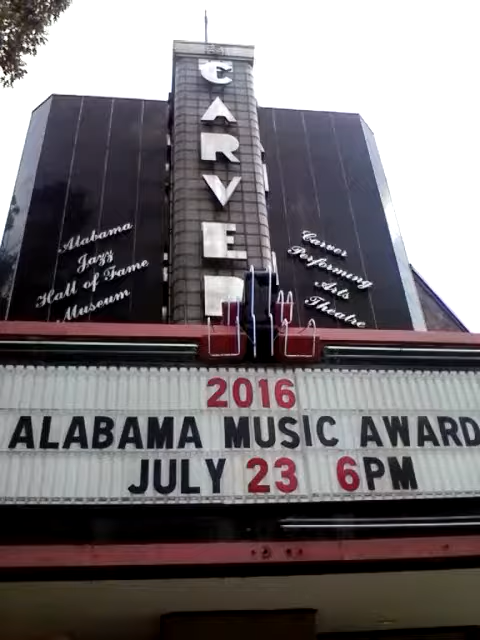 CARVER
Alabama
Jazz
Hall of Fame
Museum
Carver
Performing
Arts
Theatre
2016
ALABAMA MUSIC AWARD
JULY 23 6PM